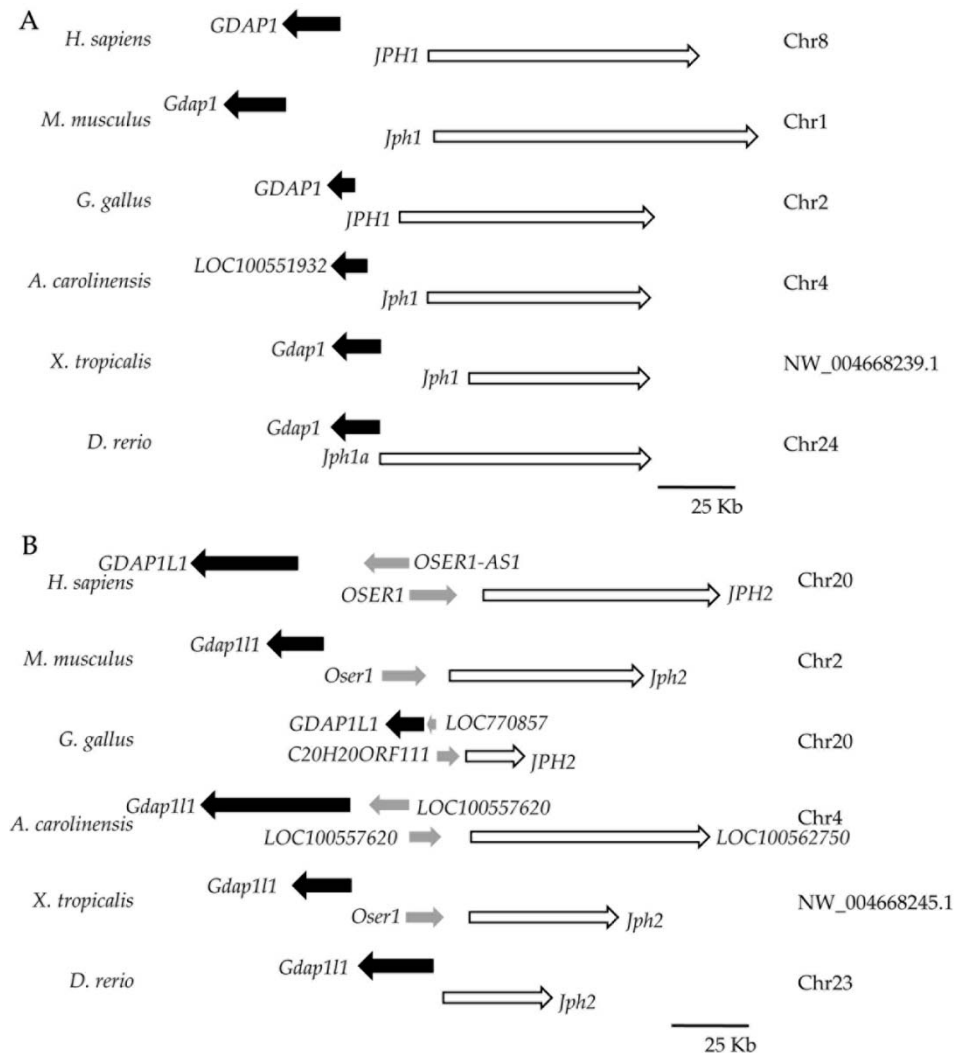 A
GDAP1
H. sapiens
JPH1
Chr8
Gdap1
M. musculus
Jph1
Chr1
GDAP1
G. gallus
JPH1
Chr2
LOC100551932
A. carolinensis
Jph1
Chr4
Gdap1
X. tropicalis
Jph1
NW_004668239.1
Gdap1
D. rerio
Jph1a
Chr24
25 Kb
B
GDAP1L1
OSER1-AS1
H. sapiens
OSER1
JPH2
Chr20
Gdap1l1
M. musculus
Oser1
Jph2
Chr2
GDAP1L1
LOC770857
G. gallus
C20H20ORF111
JPH2
Chr20
Gdap1l1
LOC100557620
A. carolinensis
LOC100557620
LOC100562750
Chr4
Gdap1l1
X. tropicalis
Oser1
Jph2
NW_004668245.1
Gdap1l1
D. rerio
Jph2
Chr23
25 Kb